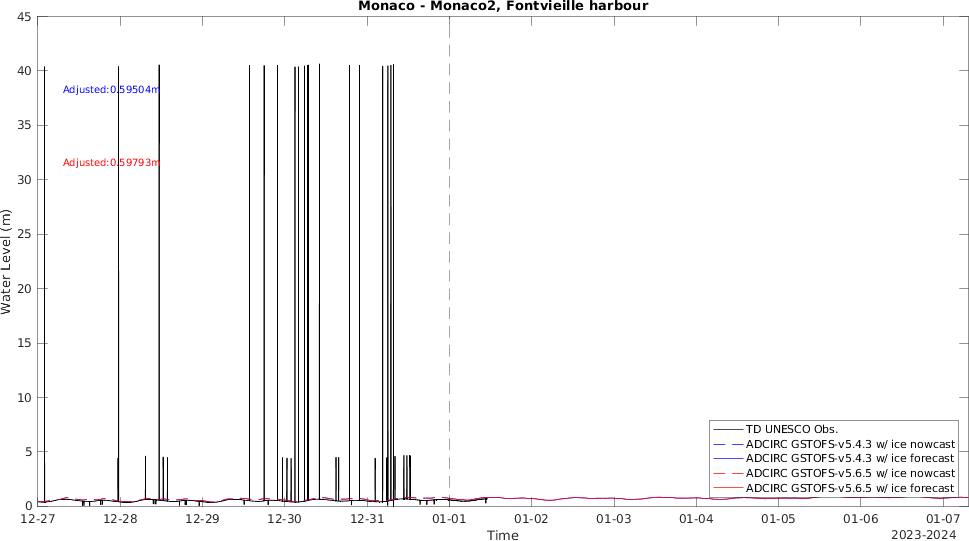 Monaco - Monaco2, Fontvieille harbour
45
40
35
30
25
20
15
10
5
0
Water Level (m)
Adjusted:0.59504m
Adjusted:0.59793m
TD UNESCO Obs.
ADCIRC GSTOFS-v5.4.3 w/ ice nowcast
ADCIRC GSTOFS-v5.4.3 w/ ice forecast
ADCIRC GSTOFS-v5.6.5 w/ ice nowcast
ADCIRC GSTOFS-v5.6.5 w/ ice forecast
12-27 12-28 12-29 12-30 12-31 01-01 01-02 01-03 01-04 01-05 01-06 01-07
Time
2023-2024